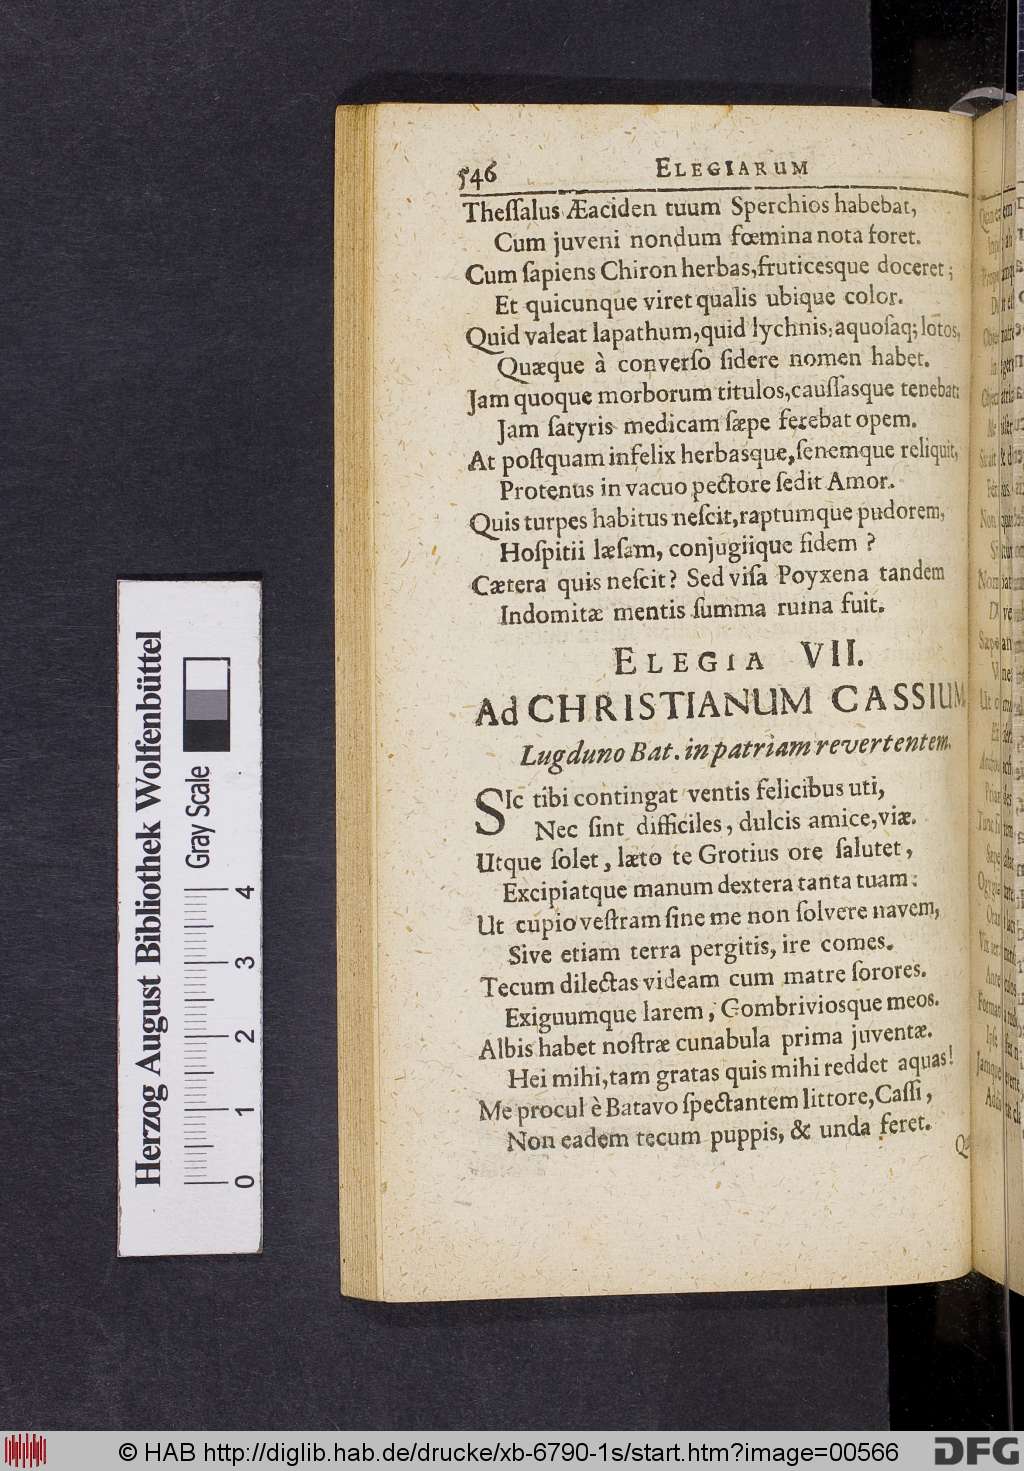 546 ELEGIARUM
Theſſalus Æaciden tuum Sperchios habebat,
Cum juveni nondum fœmina nota foret.
Cum ſapiens Chiron herbas, fruticesque doceret;
Et quicunque viret qualis ubique color.
Quid valeat lapathum, quid lychnis, aquoſaq; lotos,
Quæque à converſo ſidere nomen habet.
Jam quoque morborum titulos, cauſſasque tenebat:
Jam ſatyris medicam ſæpe ferebat opem.
At poſtquam infelix herbasque, ſenemque reliquit,
Protenus in vacuo pectore ſedit Amor.
Quis turpes habitus neſcit, raptumque pudorem,
Hoſpitii læſam, conjugiique fidem ?
Cætera quis neſcit? Sed viſa Poyxena tandem
Indomitæ mentis ſumma ruina fuit.
ELEGIA VII.
Ad CHRISTIANUM CASSIUM
Lugduno Bat. in patriam revertentem.
SIc tibi contingat ventis felicibus uti,
Nec ſint difficiles, dulcis amice, viæ.
Utque ſolet, læto te Grotius ore ſalutet,
Excipiatque manum dextera tanta tuam:
Ut cupio veſtram ſine me non ſolvere navem,
Sive etiam terra pergitis, ire comes.
Tecum dilectas videam cum matre ſorores.
Exiguumque larem, Gombriviosque meos.
Albis habet noſtræ cunabula prima juventæ.
Hei mihi, tam gratas quis mihi reddet aquas!
Me procul è Batavo ſpectantem littore, Caſſi,
Non eadem tecum puppis, & unda feret.
Herzog August Bibliothek Wolfenbüttel
Gray Scale
0 1 2 3 4
© HAB http://diglib.hab.de/drucke/xb-6790-1s/start.htm?image=00566
DFG